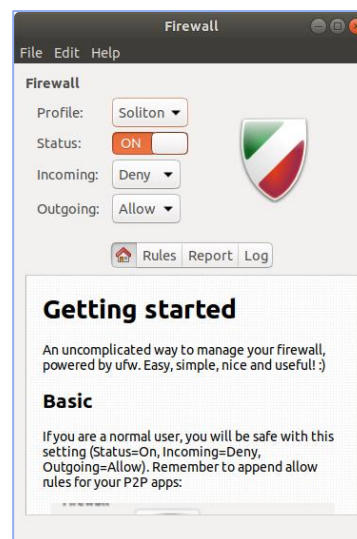 Firewall
File Edit Help
Firewall
Profile: Soliton
Status: ON
Incoming: Deny
Outgoing: Allow
Rules Report Log
Getting started
An uncomplicated way to manage your firewall,
powered by ufw. Easy, simple, nice and useful! :)
Basic
If you are a normal user, you will be safe with this
setting (Status=On, Incoming=Deny,
Outgoing=Allow). Remember to append allow
rules for your P2P apps: